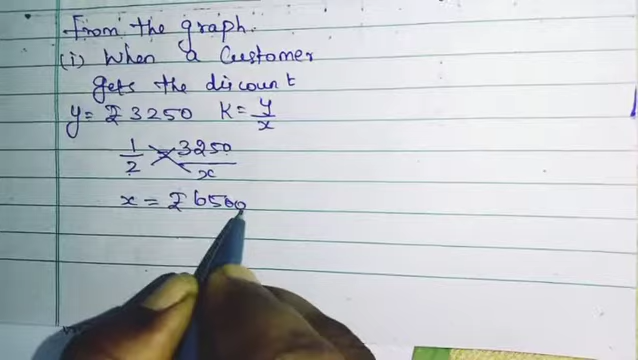 From the graph.
(i) When a Customer
gets the discount
y = ₹ 3250 K = y/x
1/2 = 3250/x
x = ₹ 6500